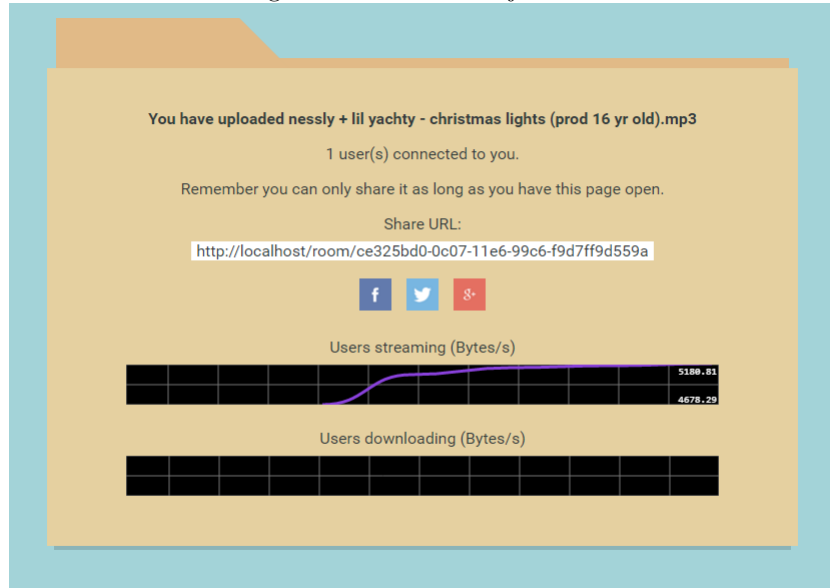 You have uploaded nessly + lil yachty - christmas lights (prod 16 yr old).mp3
1 user(s) connected to you.
Remember you can only share it as long as you have this page open.
Share URL:
http://localhost/room/ce325bd0-0c07-11e6-99c6-f9d7ff9d559a
f
g+
Users streaming (Bytes/s)
5180.81
4678.29
Users downloading (Bytes/s)